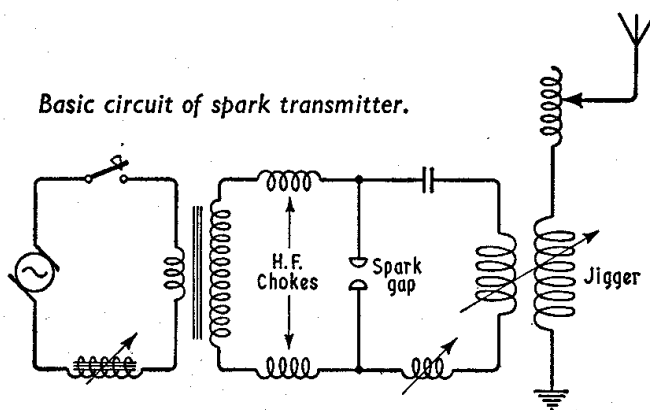 Basic circuit of spark transmitter.
H.F.
Chokes
Spark
gap
Jigger